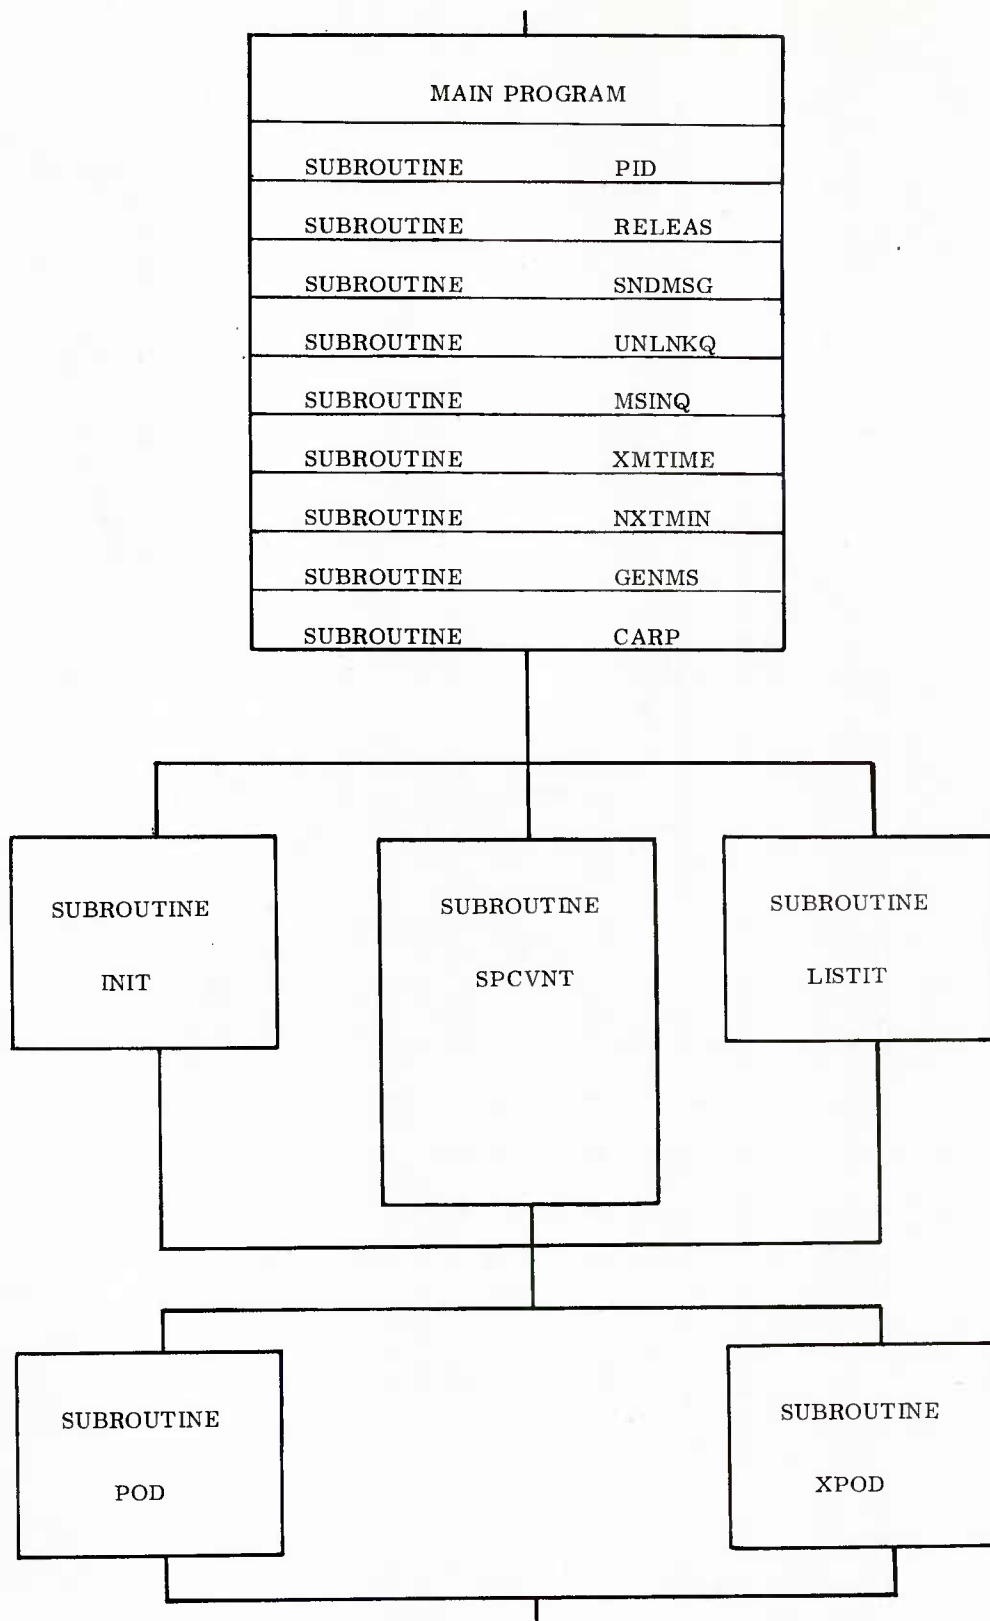 MAIN PROGRAM
SUBROUTINE PID
SUBROUTINE RELEAS
SUBROUTINE SNDMSG
SUBROUTINE UNLNKQ
SUBROUTINE MSINQ
SUBROUTINE XMTIME
SUBROUTINE NXTMIN
SUBROUTINE GENMS
SUBROUTINE CARP
SUBROUTINE
INIT
SUBROUTINE
SPCVNT
SUBROUTINE
LISTIT
SUBROUTINE
POD
SUBROUTINE
XPOD